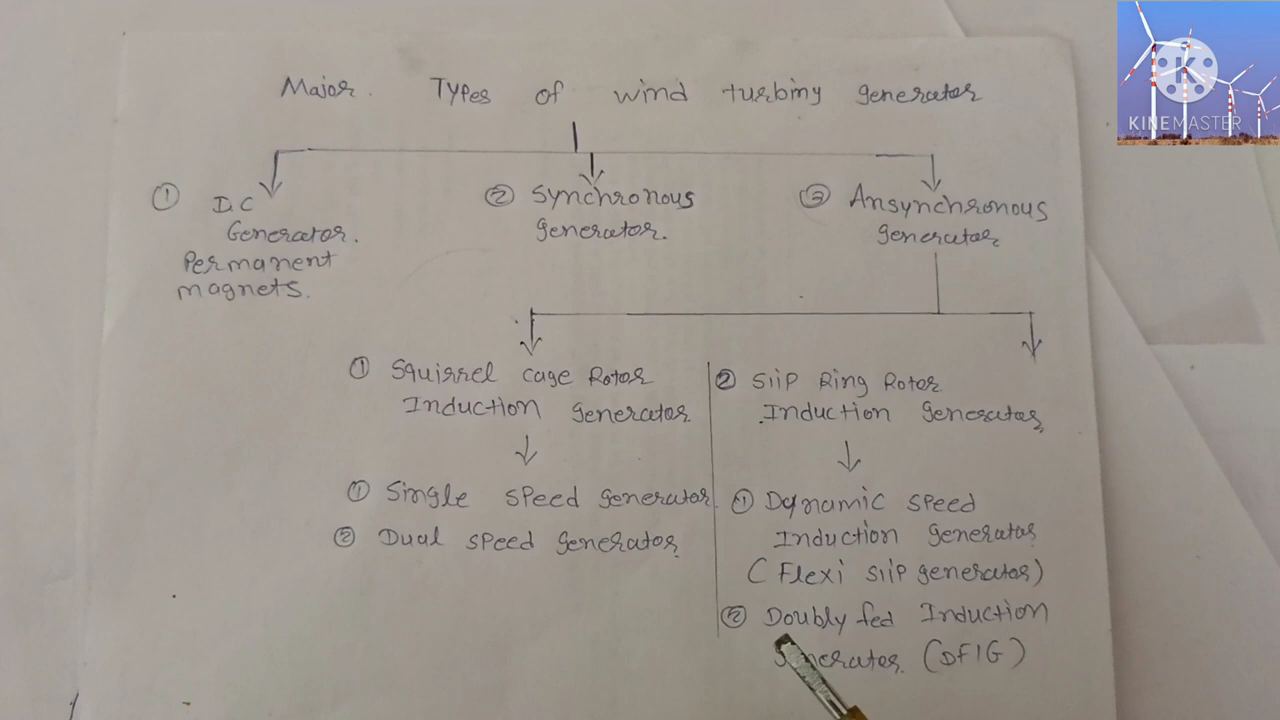 Major. Types of wind turbiny generator
① D.C
Generator.
Permanent
magnets.
② Synchronous
generator.
③ Ansynchronous
generator
① Squirrel cage Rotor
Induction generator
② Slip Ring Rotor
Induction generator
① Single speed generator.
② Dual speed generator
① Dynamic speed
Induction generator
(Flexi slip generator)
② Doubly fed Induction
generator. (DFIG)
K
KINEMASTER